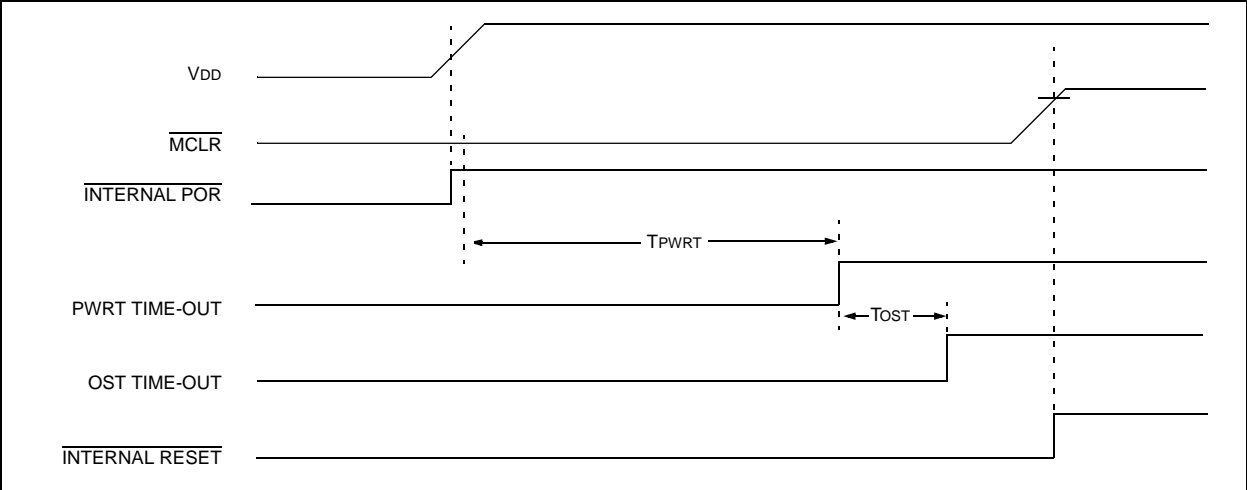 VDD
MCLR
INTERNAL POR
TPWRT
PWRT TIME-OUT
TOST
OST TIME-OUT
INTERNAL RESET